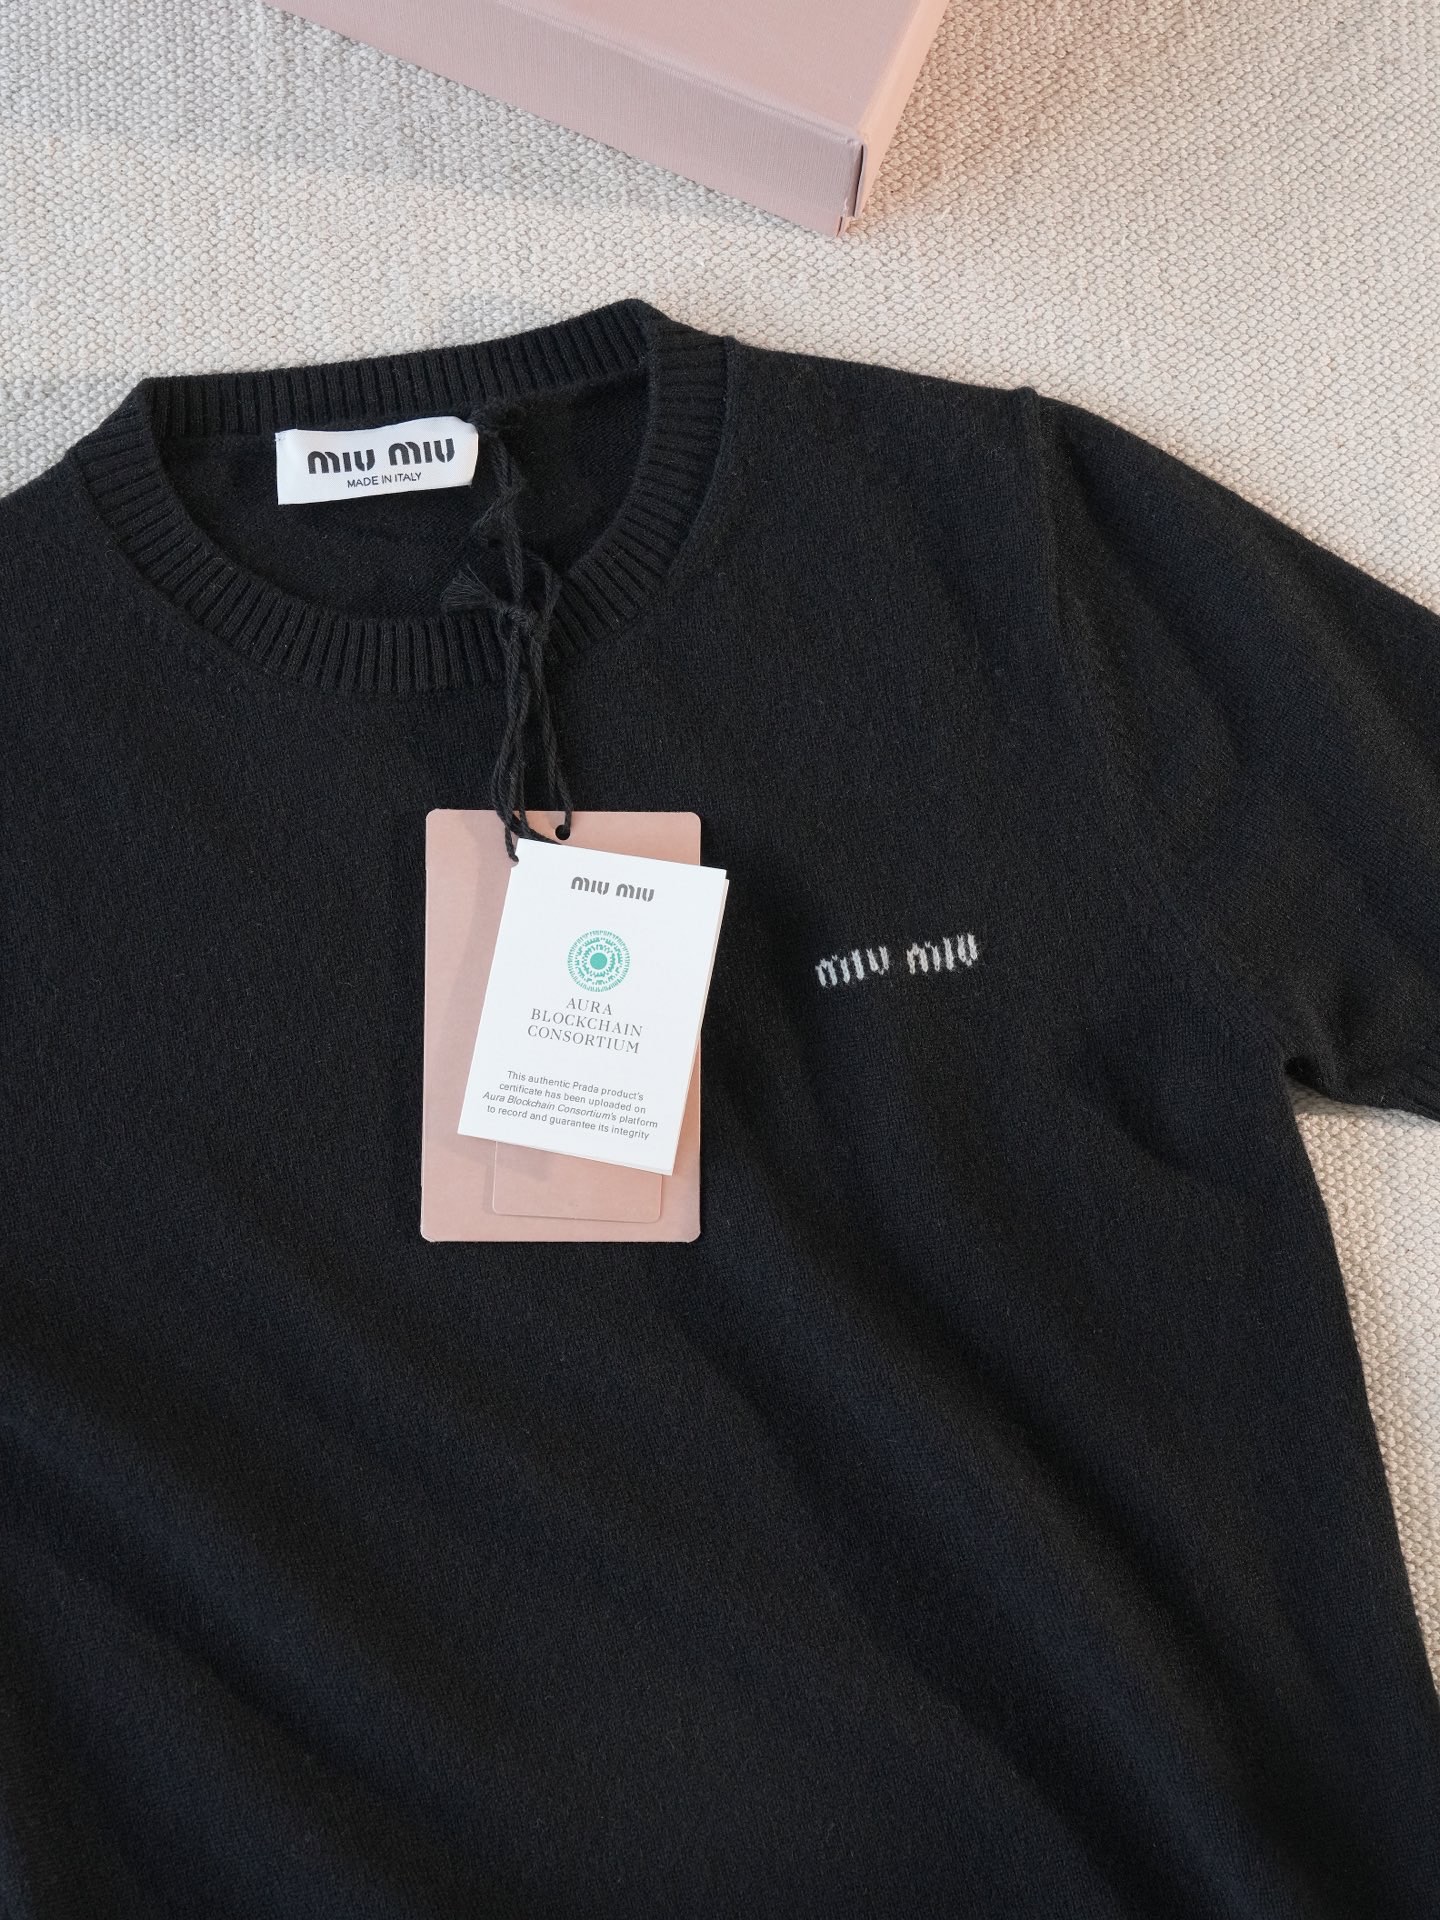 MIU MIU
MADE IN ITALY
MIU MIU
AURA
BLOCKCHAIN
CONSORTIUM
This authentic Prada product's
certificate has been uploaded on
Aura Blockchain Consortium's platform
to record and guarantee its integrity
MIU MIU